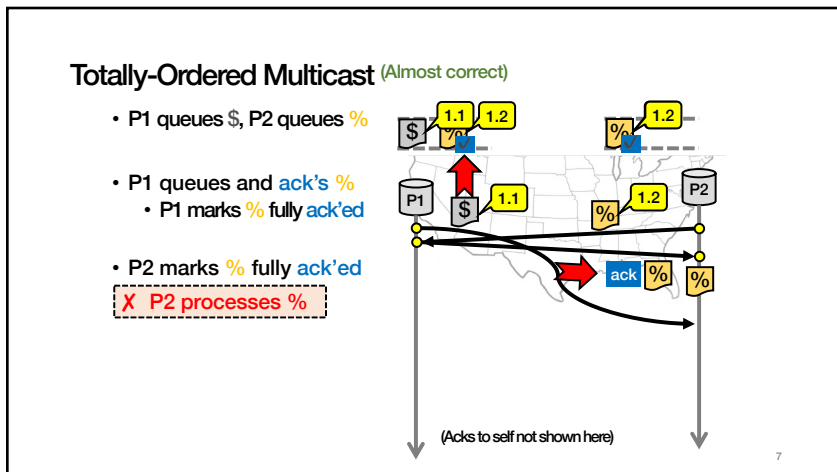 Totally-Ordered Multicast (Almost correct)
• P1 queues $, P2 queues %
• P1 queues and ack's %
• P1 marks % fully ack'ed
• P2 marks % fully ack'ed
✗ P2 processes %
$ 1.1 % 1.2
✓
% 1.2
✓
P1
$ 1.1
% 1.2
P2
ack %
%
(Acks to self not shown here)
7